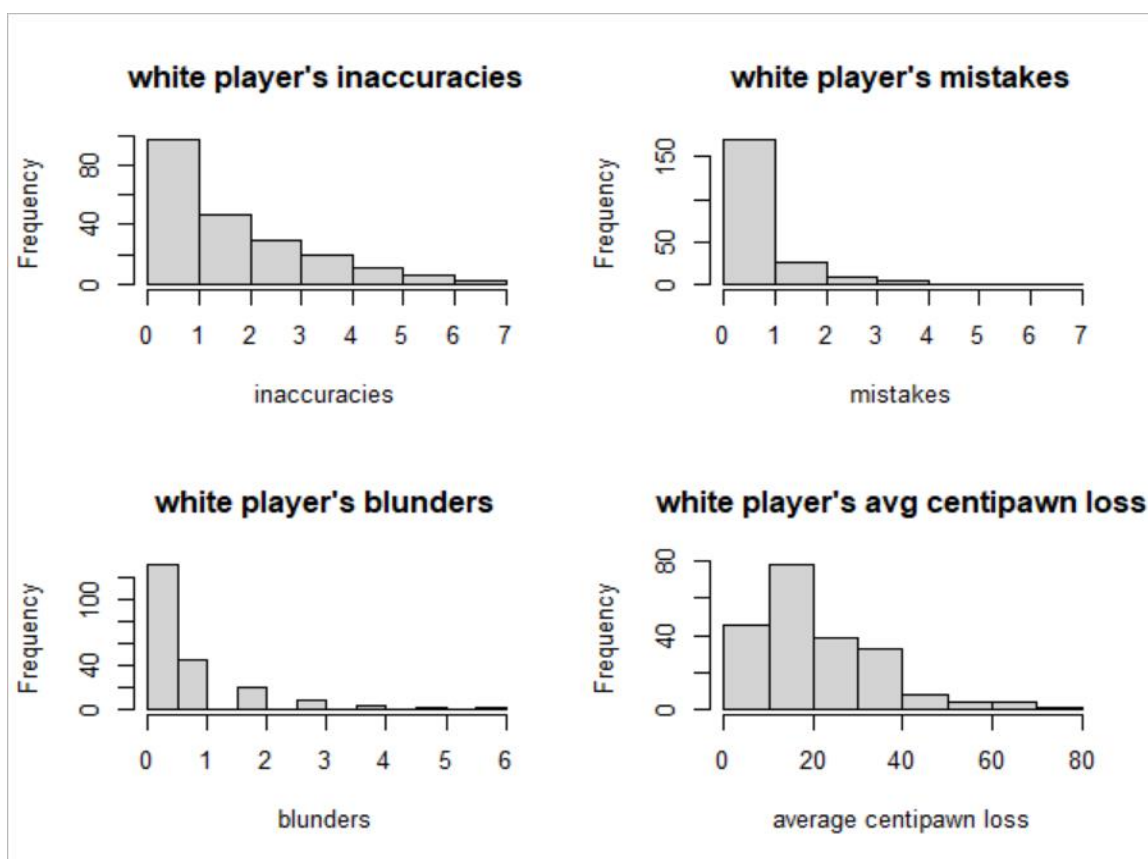 white player's inaccuracies
Frequency
80
40
0
0 1 2 3 4 5 6 7
inaccuracies
white player's mistakes
Frequency
150
50
0
0 1 2 3 4 5 6 7
mistakes
white player's blunders
Frequency
100
40
0
0 1 2 3 4 5 6
blunders
white player's avg centipawn loss
Frequency
80
40
0
0 20 40 60 80
average centipawn loss